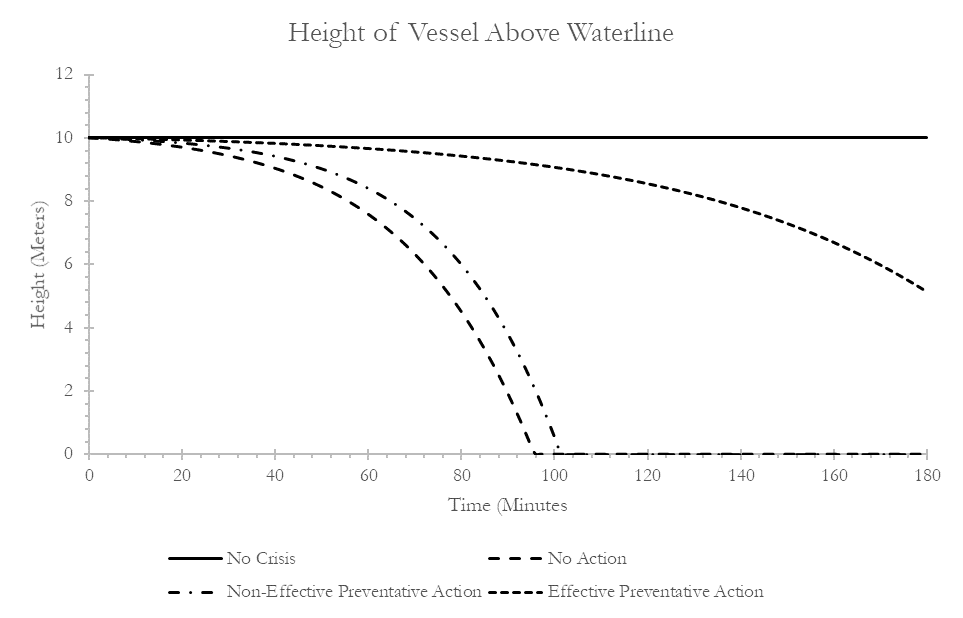 Height of Vessel Above Waterline
12
10
8
6
4
2
0
Height (Meters)
0 20 40 60 80 100 120 140 160 180
Time (Minutes
No Crisis No Action
Non-Effective Preventative Action Effective Preventative Action